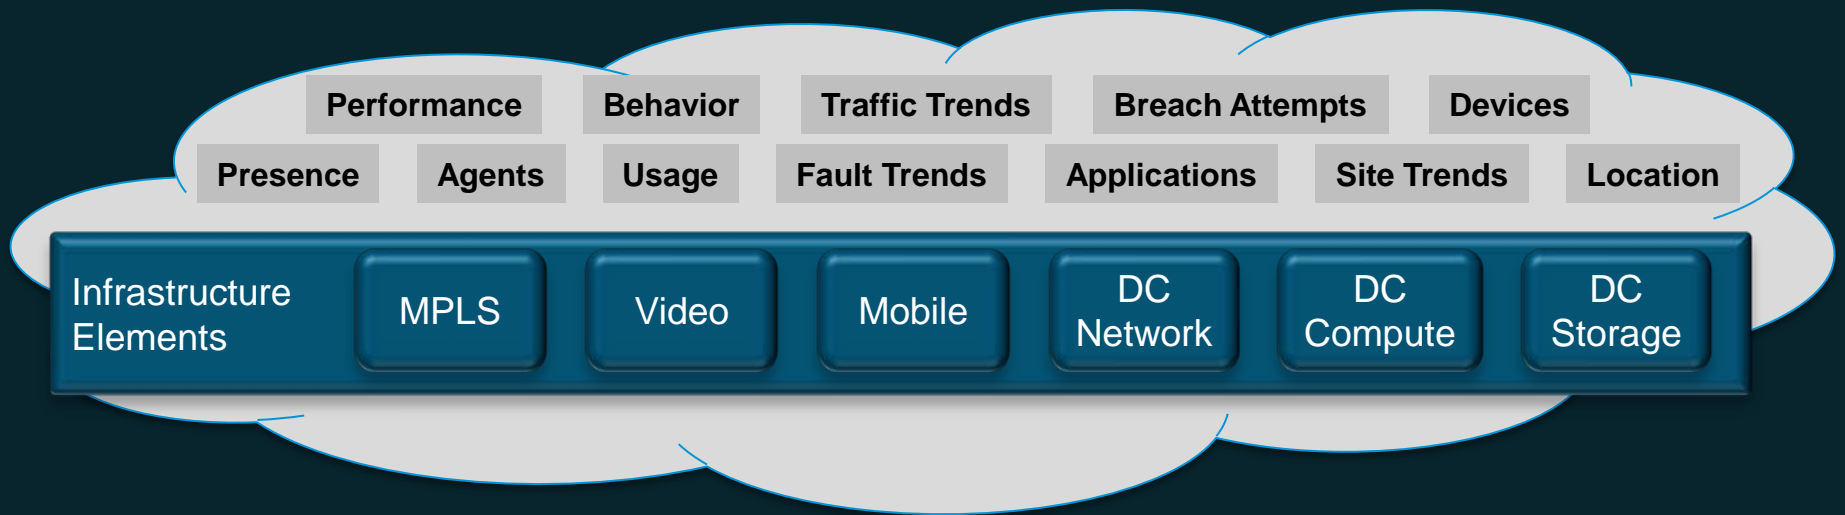 Performance
Behavior
Traffic Trends
Breach Attempts
Devices
Presence
Agents
Usage
Fault Trends
Applications
Site Trends
Location
Infrastructure
Elements
MPLS
Video
Mobile
DC
Network
DC
Compute
DC
Storage